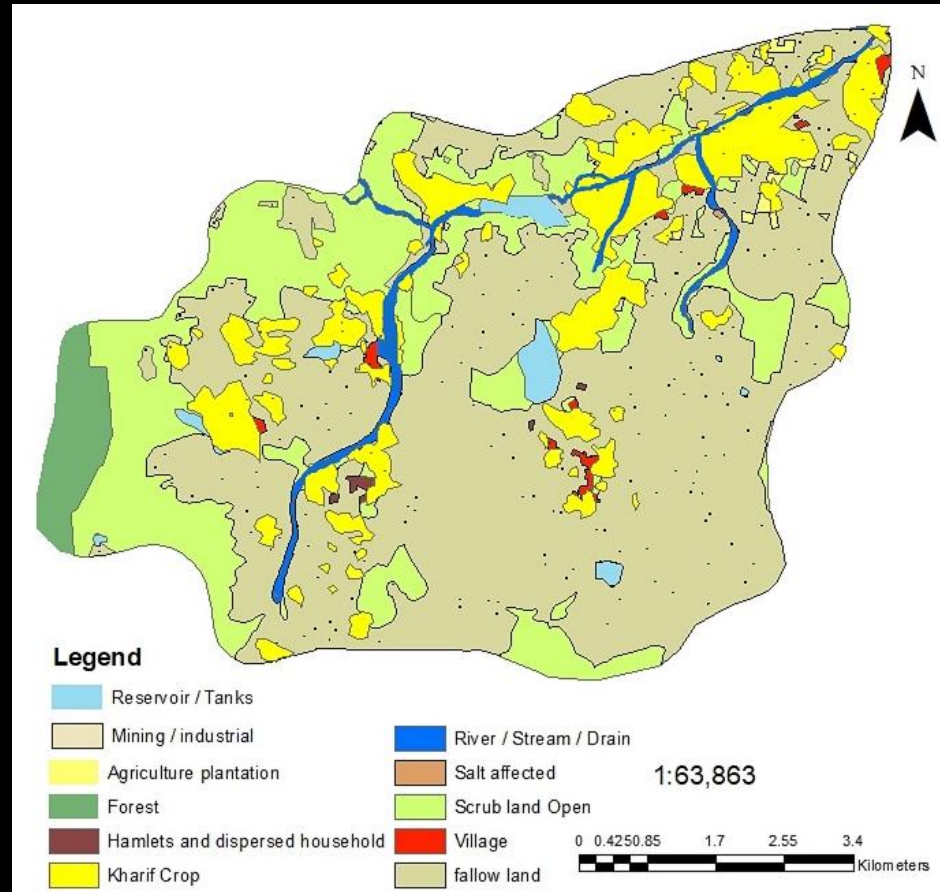 N
Legend
Reservoir / Tanks
Mining / industrial
Agriculture plantation
Forest
Hamlets and dispersed household
Kharif Crop
River / Stream / Drain
Salt affected
Scrub land Open
Village
fallow land
1:63,863
0 0.4250.85 1.7 2.55 3.4
Kilometers